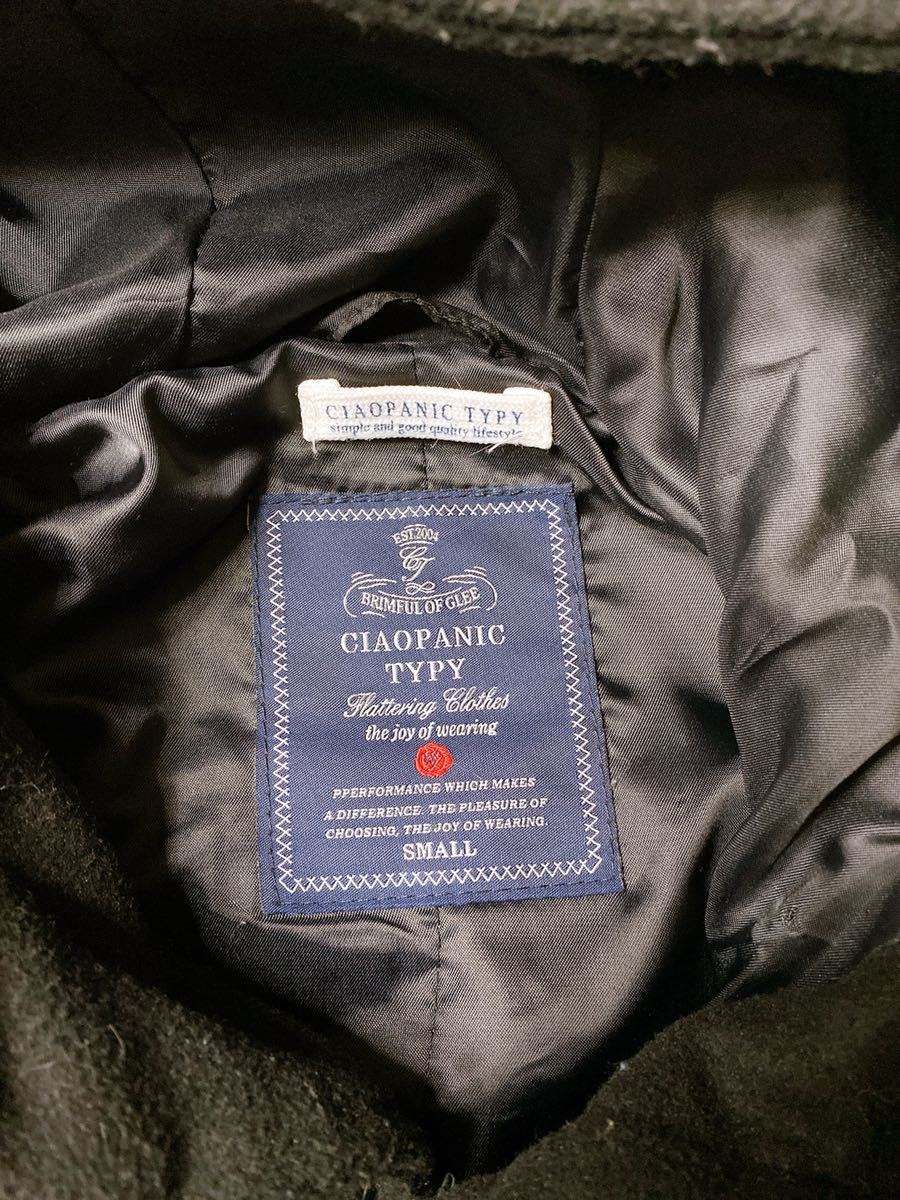 CIAOPANIC TYPY
simple and good quality lifestyle
EST.2004
CT
BRIMFUL OF GLEE
CIAOPANIC
TYPY
Flattering Clothes
the joy of wearing
PPERFORMANCE WHICH MAKES
A DIFFERENCE. THE PLEASURE OF
CHOOSING, THE JOY OF WEARING.
SMALL